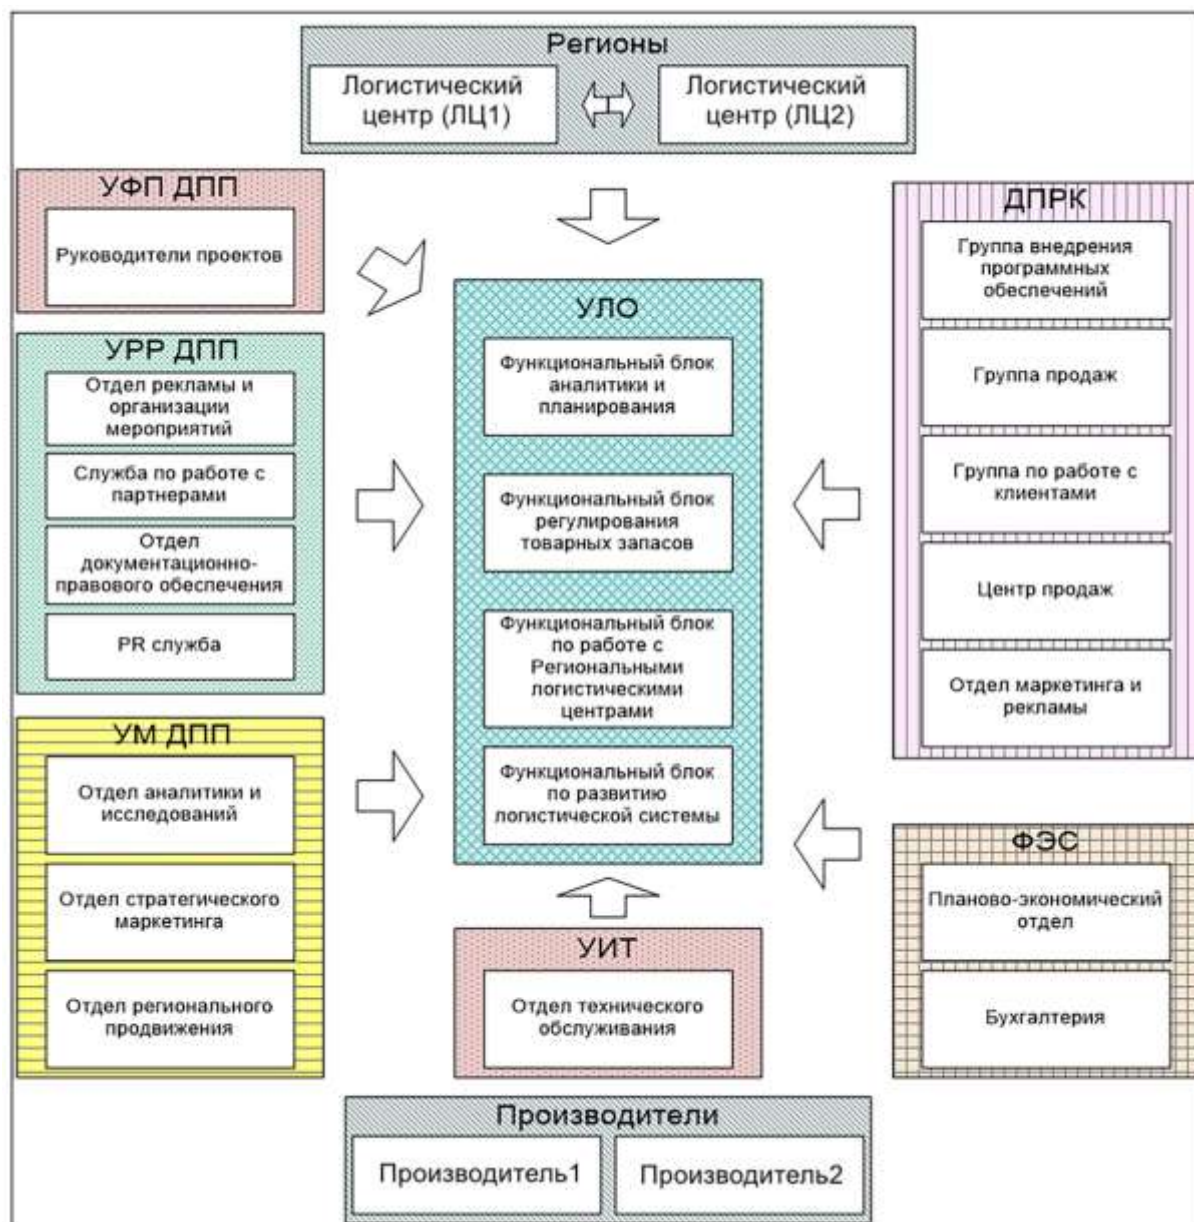 Регионы
Логистический
центр (ЛЦ1)
Логистический
центр (ЛЦ2)
УФП ДПП
Руководители проектов
УРР ДПП
Отдел рекламы и
организации
мероприятий
Служба по работе с
партнерами
Отдел
документационно-
правового обеспечения
PR служба
УМ ДПП
Отдел аналитики и
исследований
Отдел стратегического
маркетинга
Отдел регионального
продвижения
УЛО
Функциональный блок
аналитики и
планирования
Функциональный блок
регулирования
товарных запасов
Функциональный блок
по работе с
Региональными
логистическими
центрами
Функциональный блок
по развитию
логистической системы
УИТ
Отдел технического
обслуживания
ДПРК
Группа внедрения
программных
обеспечений
Группа продаж
Группа по работе с
клиентами
Центр продаж
Отдел маркетинга и
рекламы
ФЭС
Планово-экономический
отдел
Бухгалтерия
Производители
Производитель1
Производитель2